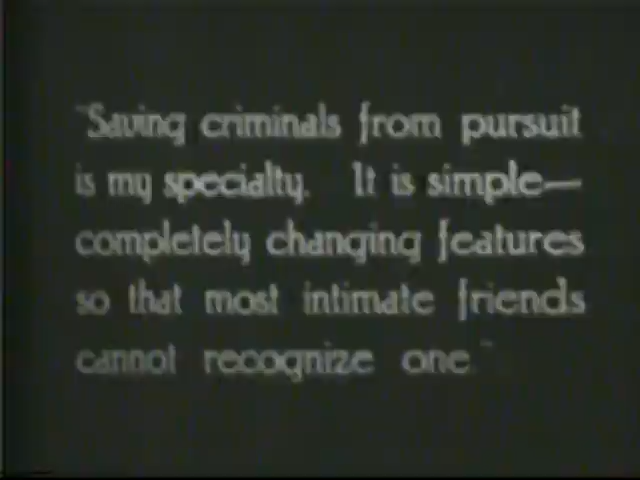 "Saving criminals from pursuit
is my specialty. It is simple—
completely changing features
so that most intimate friends
cannot recognize one."